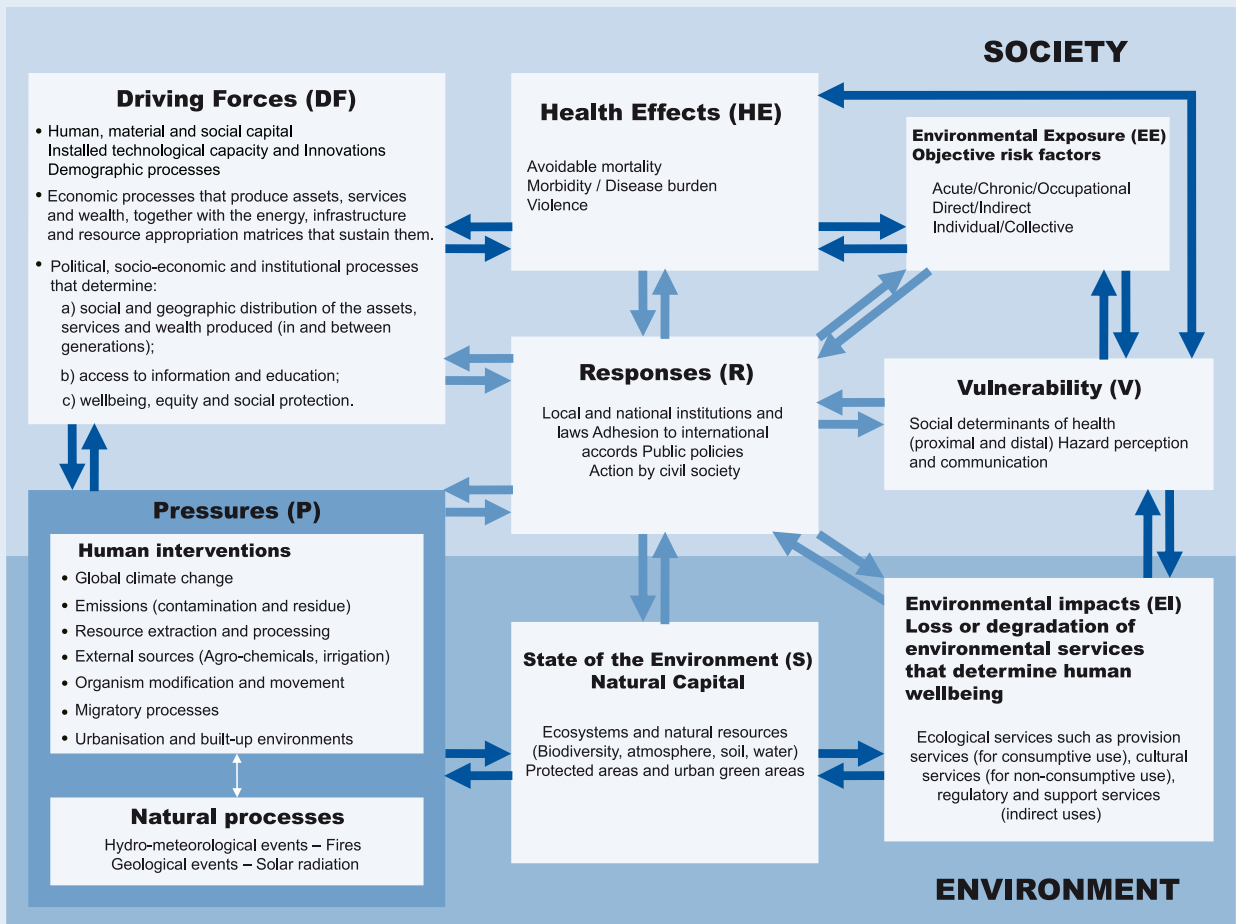 SOCIETY
Driving Forces (DF)
• Human, material and social capital
Installed technological capacity and Innovations
Demographic processes
• Economic processes that produce assets, services
and wealth, together with the energy, infrastructure
and resource appropriation matrices that sustain them.
• Political, socio-economic and institutional processes
that determine:
a) social and geographic distribution of the assets,
services and wealth produced (in and between
generations);
b) access to information and education;
c) wellbeing, equity and social protection.
Health Effects (HE)
Avoidable mortality
Morbidity / Disease burden
Violence
Environmental Exposure (EE)
Objective risk factors
Acute/Chronic/Occupational
Direct/Indirect
Individual/Collective
Responses (R)
Local and national institutions and
laws Adhesion to international
accords Public policies
Action by civil society
Vulnerability (V)
Social determinants of health
(proximal and distal) Hazard perception
and communication
Pressures (P)
Human interventions
• Global climate change
• Emissions (contamination and residue)
• Resource extraction and processing
• External sources (Agro-chemicals, irrigation)
• Organism modification and movement
• Migratory processes
• Urbanisation and built-up environments
Natural processes
Hydro-meteorological events – Fires
Geological events – Solar radiation
State of the Environment (S)
Natural Capital
Ecosystems and natural resources
(Biodiversity, atmosphere, soil, water)
Protected areas and urban green areas
Environmental impacts (EI)
Loss or degradation of
environmental services
that determine human
wellbeing
Ecological services such as provision
services (for consumptive use), cultural
services (for non-consumptive use),
regulatory and support services
(indirect uses)
ENVIRONMENT